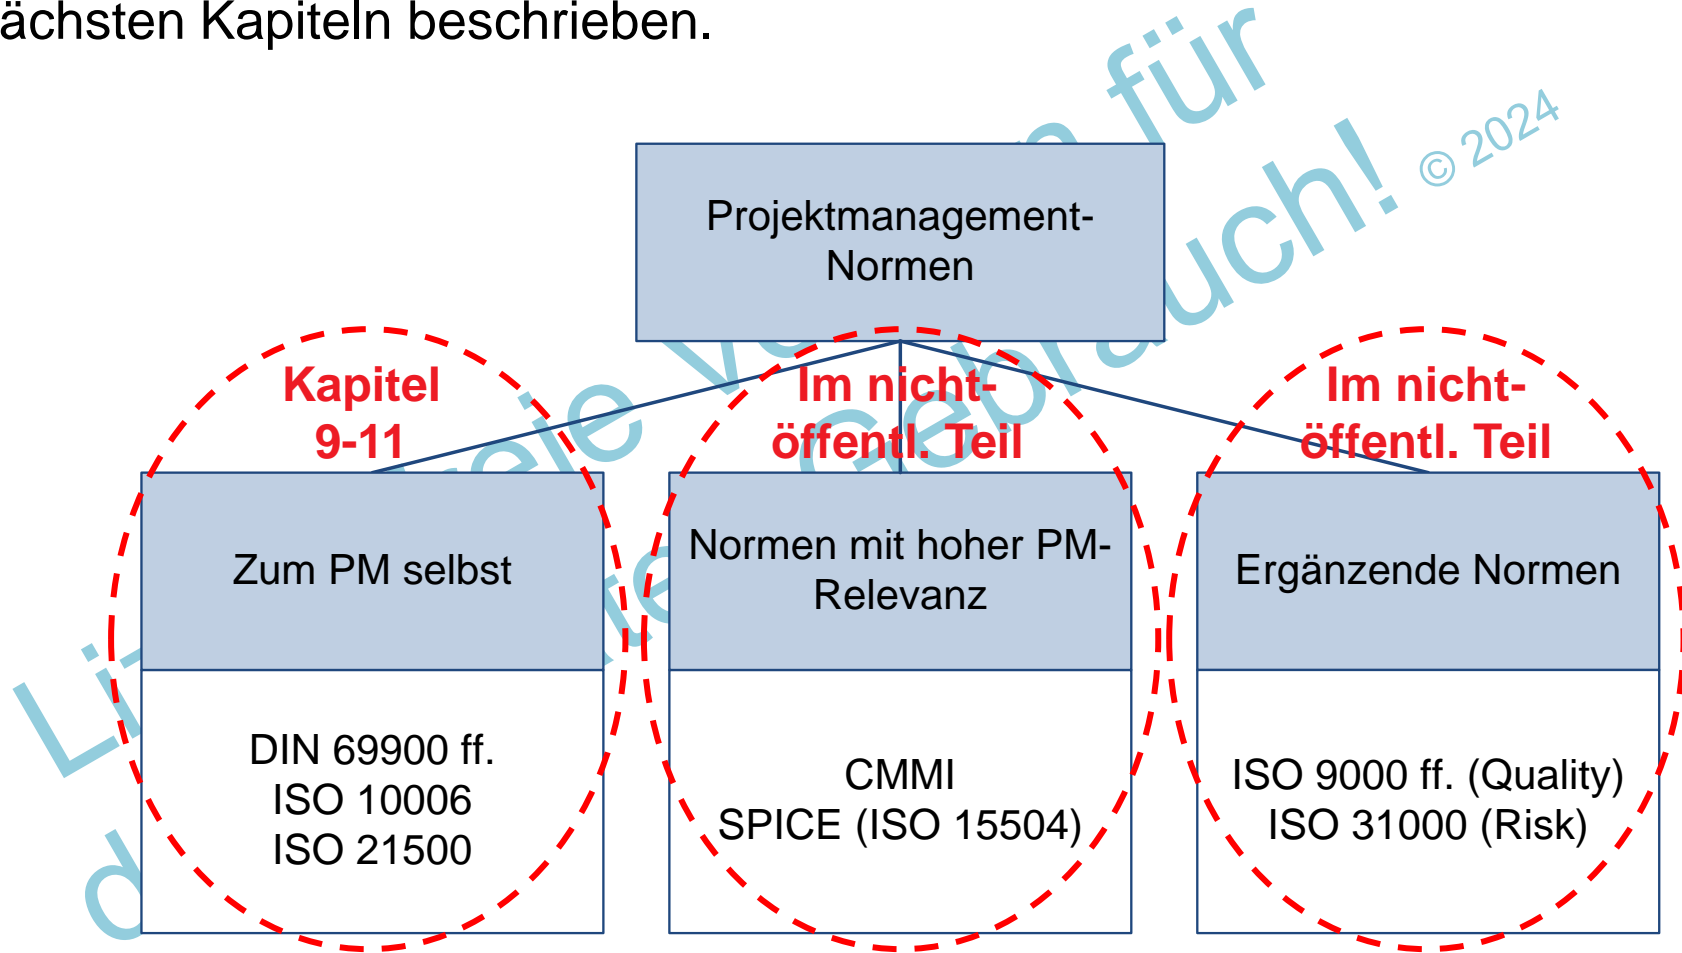 ächsten Kapiteln beschrieben.
für
Gebrauch! © 2024
Projektmanagement-
Normen
Kapitel
9-11
Im nicht-
öffentl. Teil
Im nicht-
öffentl. Teil
Zum PM selbst
Normen mit hoher PM-
Relevanz
Ergänzende Normen
DIN 69900 ff.
ISO 10006
ISO 21500
CMMI
SPICE (ISO 15504)
ISO 9000 ff. (Quality)
ISO 31000 (Risk)